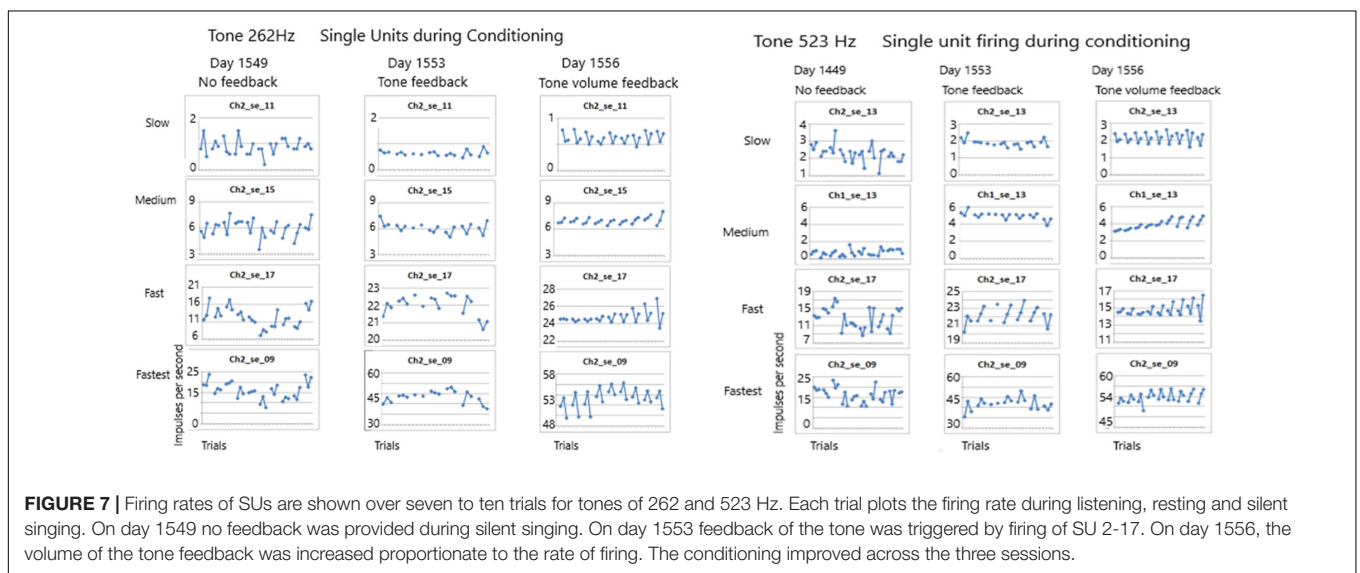 Tone 262Hz Single Units during Conditioning
Day 1549 Day 1553 Day 1556
No feedback Tone feedback Tone volume feedback
Slow
Ch2_se_11 Ch2_se_11 Ch2_se_11
2 2 1
0 0 0
Medium
Ch2_se_15 Ch2_se_15 Ch2_se_15
9 9 9
6 6 6
3 3 3
Fast
Ch2_se_17 Ch2_se_17 Ch2_se_17
21 23 28
16 22 26
11 21 24
6 20 22
Fastest
Ch2_se_09 Ch2_se_09 Ch2_se_09
25 60 58
15 45 53
0 30 48
Impulses per second
Trials Trials Trials
Tone 523 Hz Single unit firing during conditioning
Day 1449 Day 1553 Day 1556
No feedback Tone feedback Tone volume feedback
Slow
Ch2_se_13 Ch2_se_13 Ch2_se_13
4 3 3
3 2 2
2 1 1
1 0 0
Medium
Ch1_se_13 Ch1_se_13 Ch1_se_13
6 6 6
4 4 4
2 2 2
0 0 0
Fast
Ch2_se_17 Ch2_se_17 Ch2_se_17
19 25 17
15 23 15
11 21 13
7 19 11
Fastest
Ch2_se_09 Ch2_se_09 Ch2_se_09
25 60 60
15 45 54
0 30 45
Impulses per second
Trials Trials Trials
FIGURE 7 | Firing rates of SUs are shown over seven to ten trials for tones of 262 and 523 Hz. Each trial plots the firing rate during listening, resting and silent
singing. On day 1549 no feedback was provided during silent singing. On day 1553 feedback of the tone was triggered by firing of SU 2-17. On day 1556, the
volume of the tone feedback was increased proportionate to the rate of firing. The conditioning improved across the three sessions.